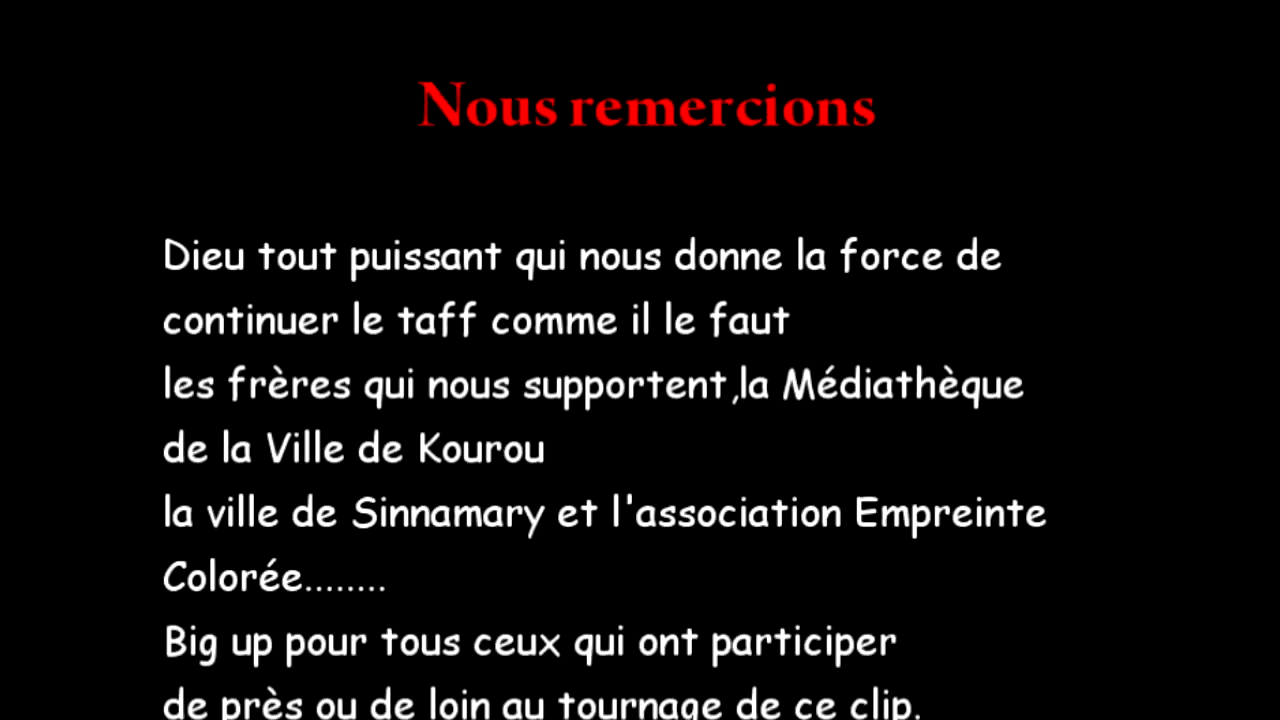 Nous remercions
Dieu tout puissant qui nous donne la force de
continuer le taff comme il le faut
les frères qui nous supportent,la Médiathèque
de la Ville de Kourou
la ville de Sinnamary et l'association Empreinte
Colorée........
Big up pour tous ceux qui ont participer
de près ou de loin au tournage de ce clip.